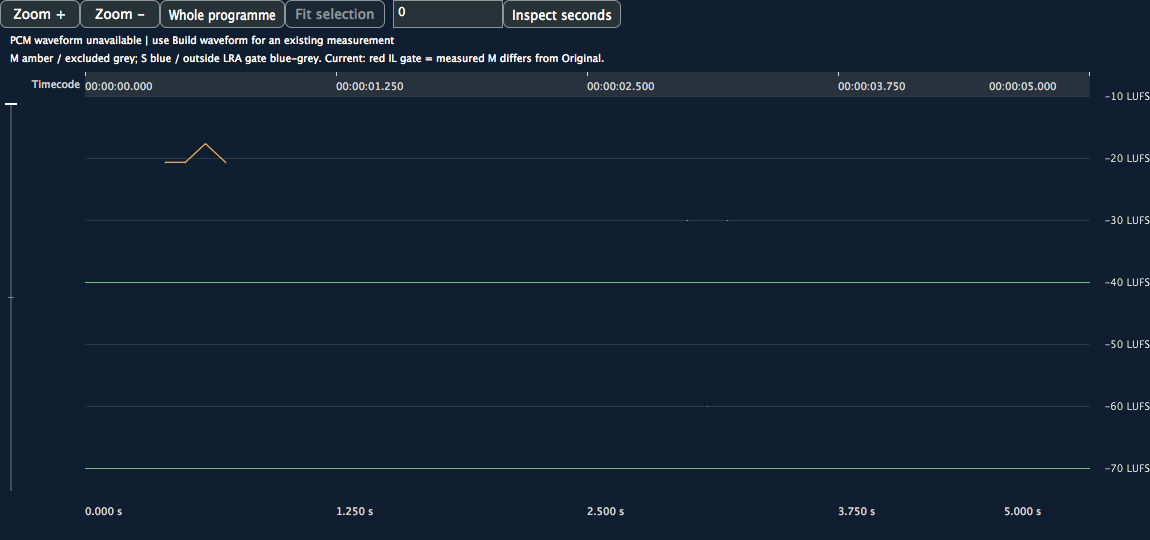 Zoom + Zoom – Whole programme Fit selection 0 Inspect seconds
PCM waveform unavailable | use Build waveform for an existing measurement
M amber / excluded grey; S blue / outside LRA gate blue-grey. Current: red IL gate = measured M differs from Original.
Timecode 00:00:00.000 00:00:01.250 00:00:02.500 00:00:03.750 00:00:05.000
-10 LUFS
-20 LUFS
-30 LUFS
-40 LUFS
-50 LUFS
-60 LUFS
-70 LUFS
0.000 s 1.250 s 2.500 s 3.750 s 5.000 s